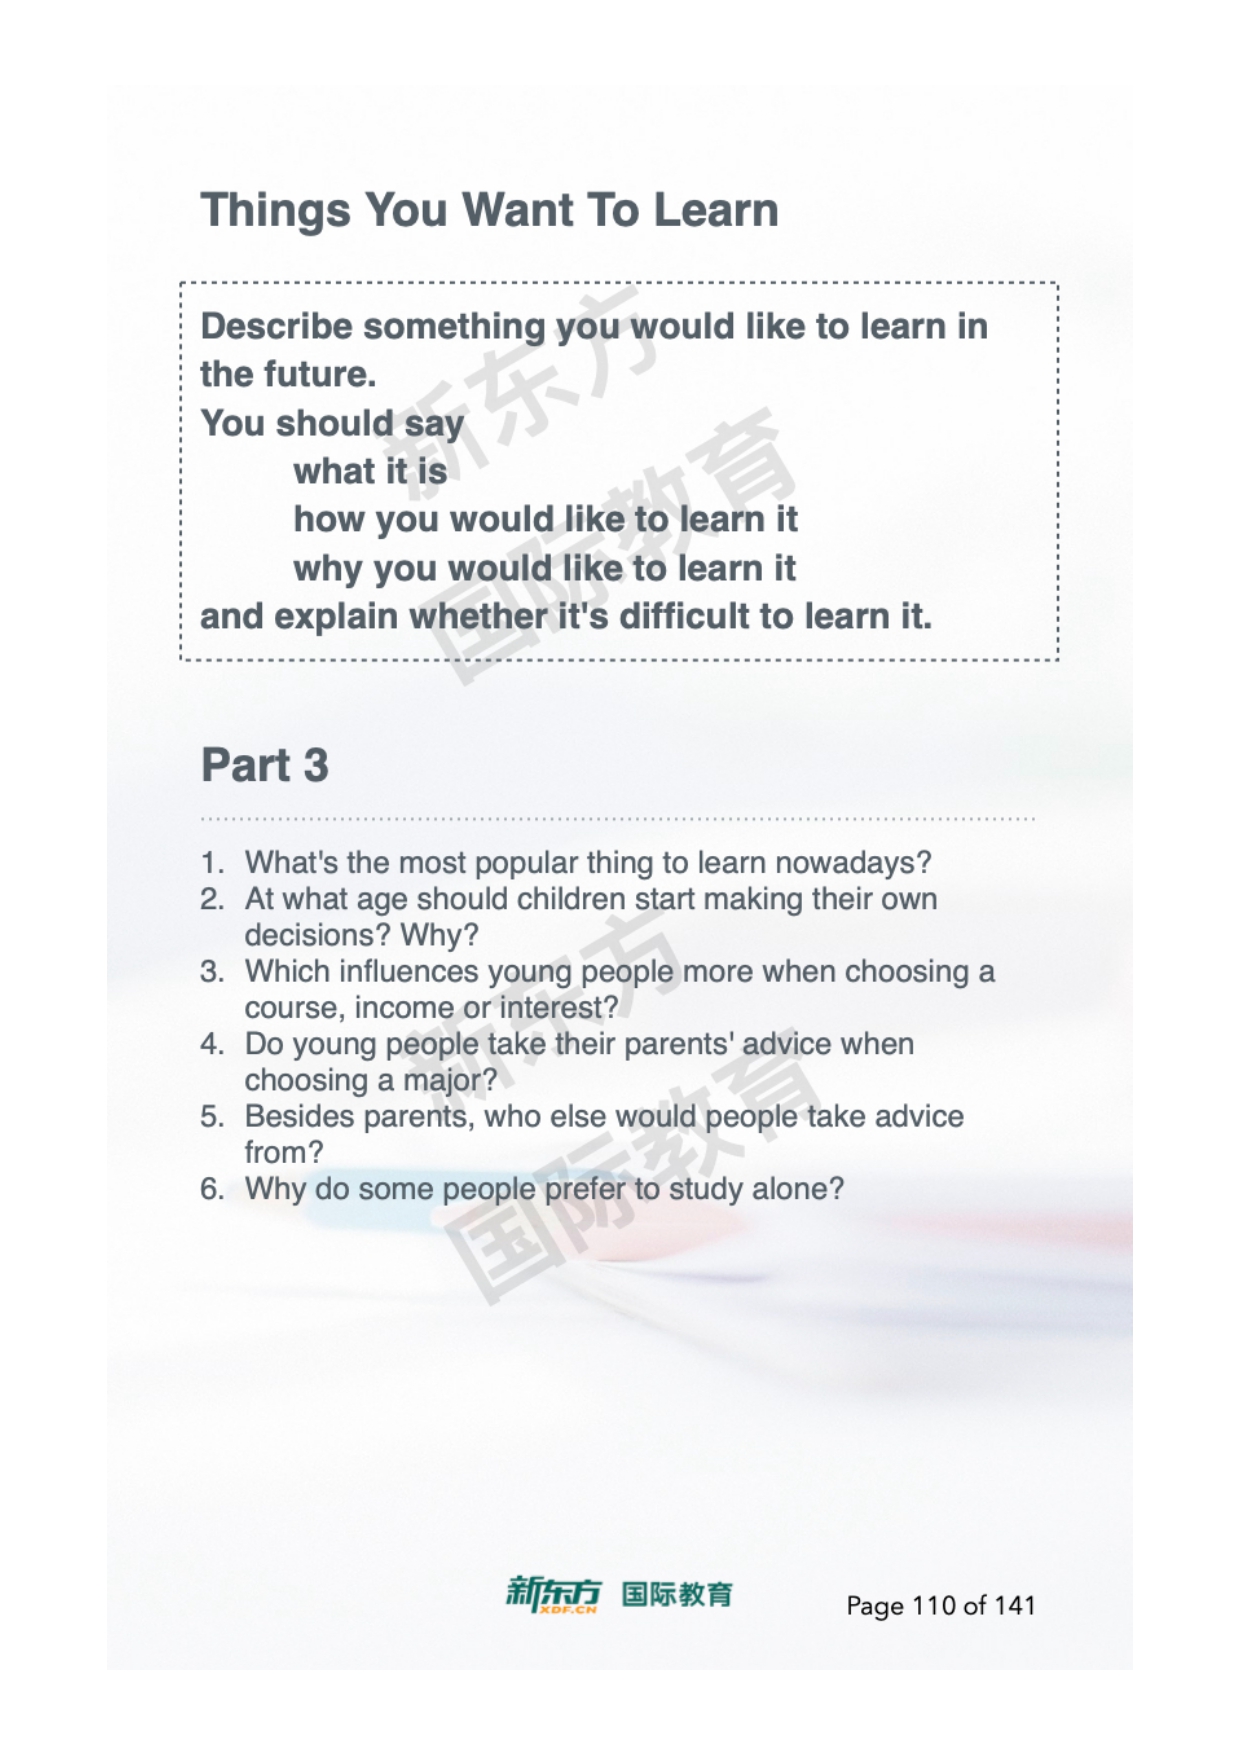 Things You Want To Learn
Describe something you would like to learn in
the future.
You should say
what it is
how you would like to learn it
why you would like to learn it
and explain whether it's difficult to learn it.
新东方
国际教育
Part 3
1. What's the most popular thing to learn nowadays?
2. At what age should children start making their own
decisions? Why?
3. Which influences young people more when choosing a
course, income or interest?
4. Do young people take their parents' advice when
choosing a major?
5. Besides parents, who else would people take advice
from?
6. Why do some people prefer to study alone?
新东方
国际教育
新东方 国际教育
XDF.CN
Page 110 of 141